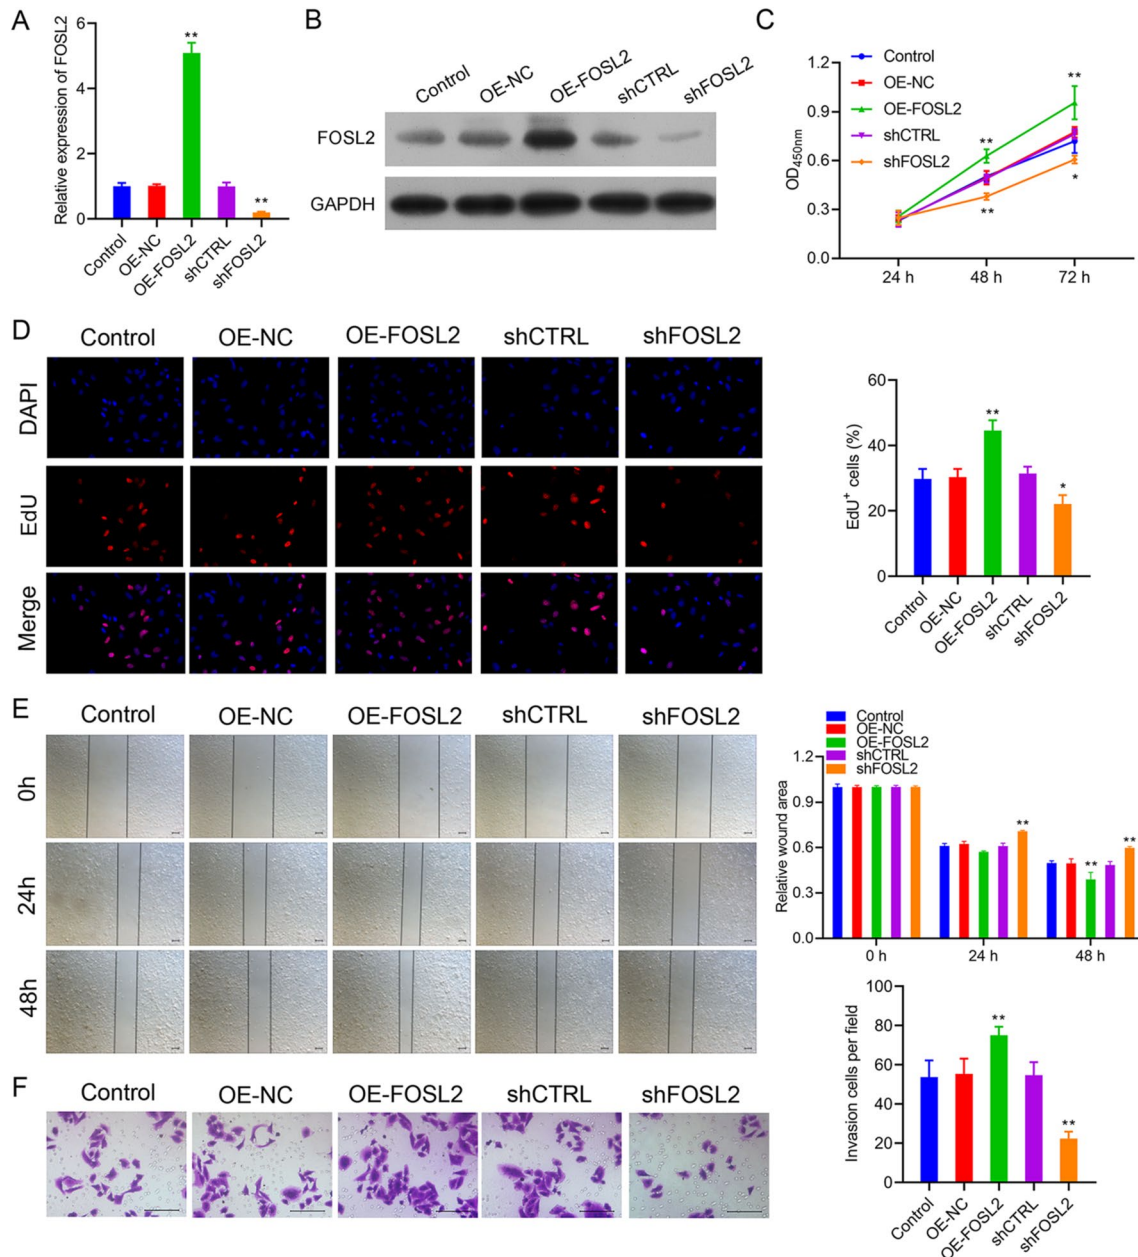 A
Relative expression of FOSL2
6
4
2
0
**
**
Control
OE-NC
OE-FOSL2
shCTRL
shFOSL2
B
Control
OE-NC
OE-FOSL2
shCTRL
shFOSL2
FOSL2
GAPDH
C
Control
OE-NC
OE-FOSL2
shCTRL
shFOSL2
OD450nm
1.2
0.9
0.6
0.3
0.0
**
**
**
*
24 h
48 h
72 h
D
Control
OE-NC
OE-FOSL2
shCTRL
shFOSL2
DAPI
EdU
Merge
EdU+ cells (%)
60
40
20
0
**
*
Control
OE-NC
OE-FOSL2
shCTRL
shFOSL2
E
Control
OE-NC
OE-FOSL2
shCTRL
shFOSL2
0h
24h
48h
Control
OE-NC
OE-FOSL2
shCTRL
shFOSL2
Relative wound area
1.2
0.9
0.6
0.3
0.0
**
**
**
0 h
24 h
48 h
F
Control
OE-NC
OE-FOSL2
shCTRL
shFOSL2
Invasion cells per field
100
80
60
40
20
0
**
**
Control
OE-NC
OE-FOSL2
shCTRL
shFOSL2